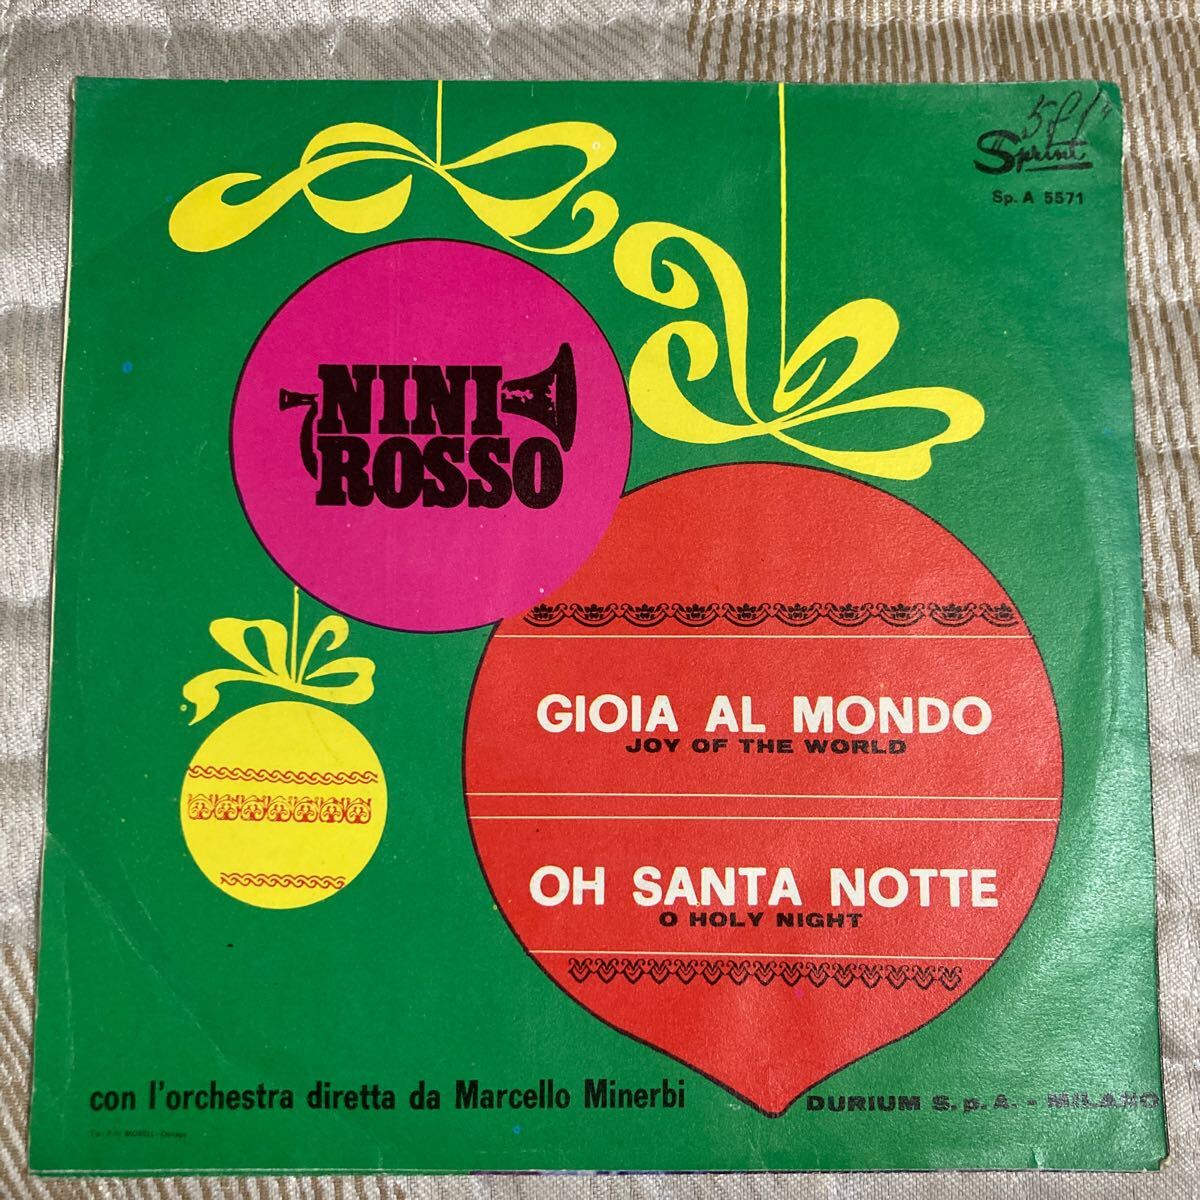 Sprint
Sp. A 5571
NINI
ROSSO
GIOIA AL MONDO
JOY OF THE WORLD
OH SANTA NOTTE
O HOLY NIGHT
con l'orchestra diretta da Marcello Minerbi
DURIUM S.p.A. - MILANO